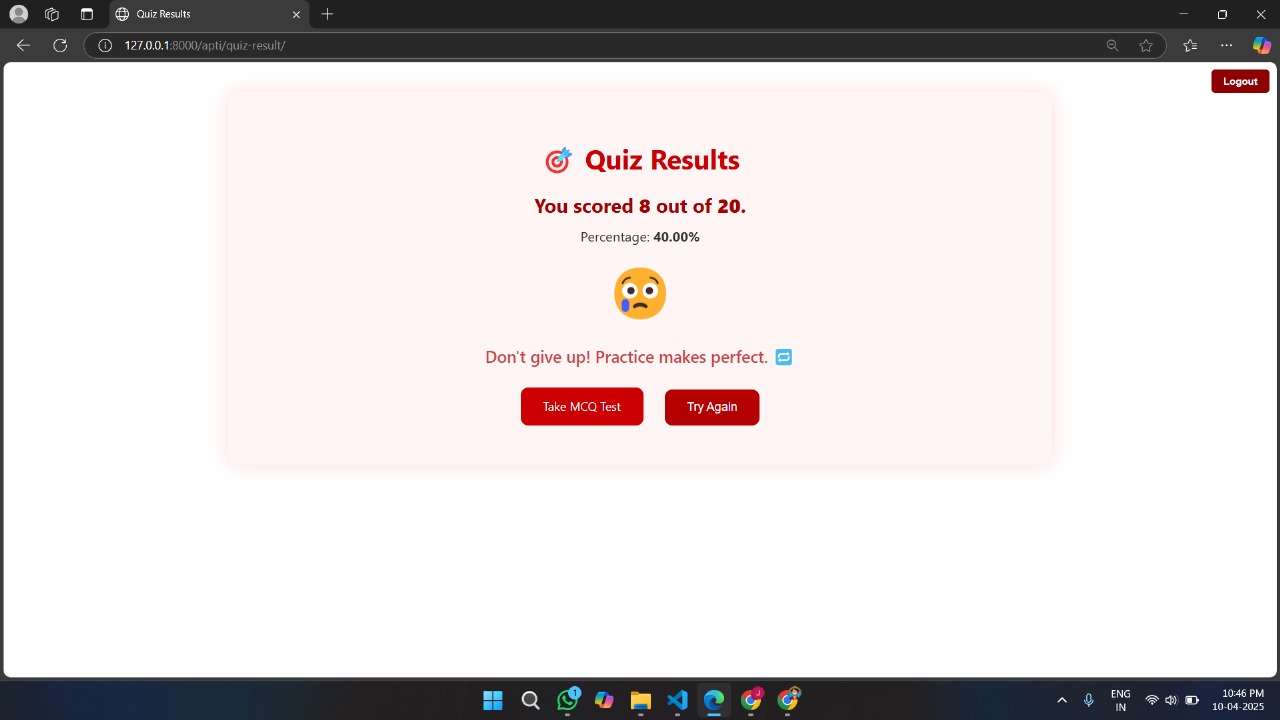 Quiz Results
127.0.0.1:8000/apti/quiz-result/
Logout
Quiz Results
You scored 8 out of 20.
Percentage: 40.00%
Don't give up! Practice makes perfect.
Take MCQ Test
Try Again
1
J
ENG
IN
10:46 PM
10-04-2025